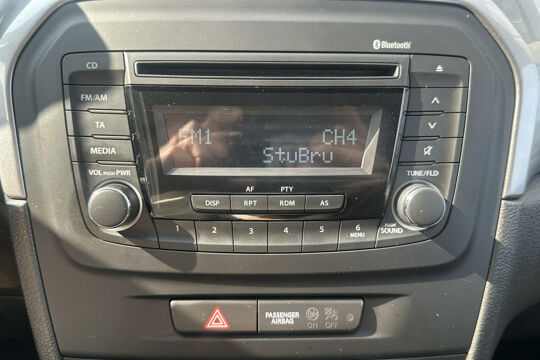 Bluetooth
CD
FM/AM
TA
MEDIA
VOL PUSH PWR
FM1 CH4
StuBru
AF PTY
DISP RPT RDM AS
1 2 3 4 5 6
MENU
TUNE/FLD
PUSH
SOUND
PASSENGER
AIRBAG
ON OFF